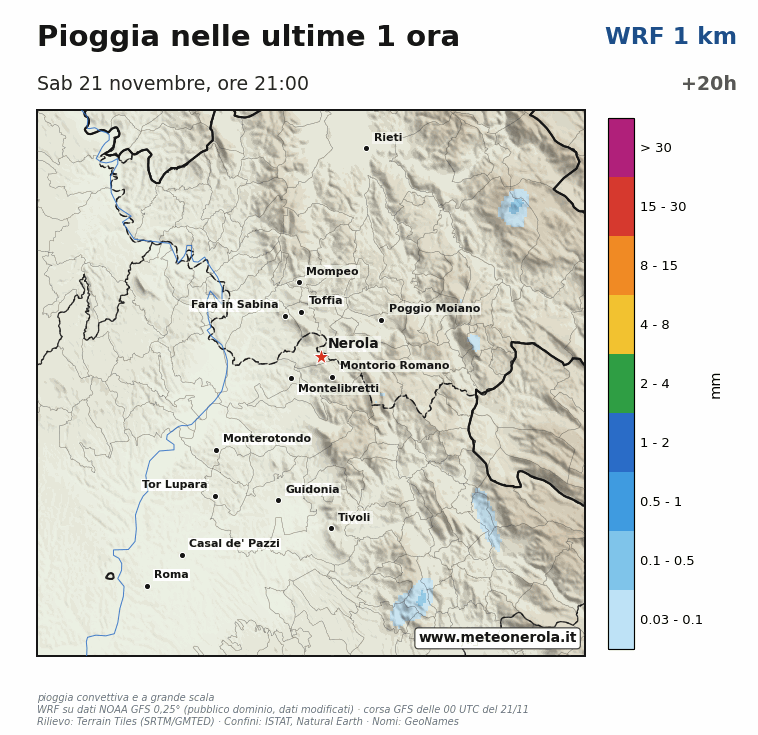 Pioggia nelle ultime 1 ora
WRF 1 km
Sab 21 novembre, ore 21:00
+20h
Rieti
Mompeo
Toffia
Fara in Sabina
Poggio Moiano
Nerola
Montorio Romano
Montelibretti
Monterotondo
Tor Lupara
Guidonia
Tivoli
Casal de' Pazzi
Roma
www.meteonerola.it
> 30
15 - 30
8 - 15
4 - 8
2 - 4
1 - 2
0.5 - 1
0.1 - 0.5
0.03 - 0.1
mm
pioggia convettiva e a grande scala
WRF su dati NOAA GFS 0,25° (pubblico dominio, dati modificati) · corsa GFS delle 00 UTC del 21/11
Rilievo: Terrain Tiles (SRTM/GMTED) · Confini: ISTAT, Natural Earth · Nomi: GeoNames